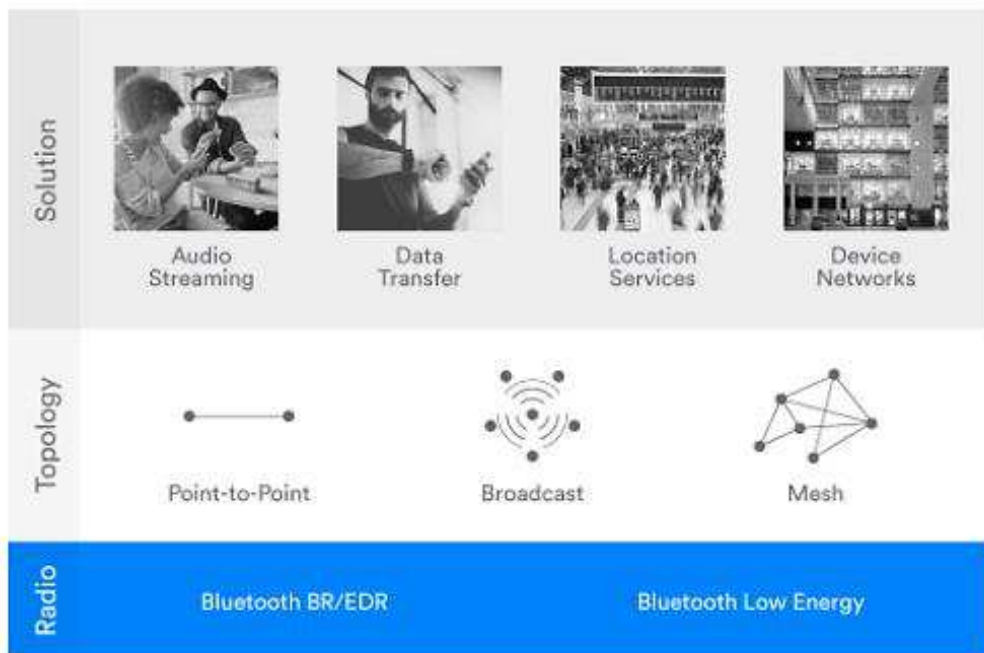 Solution
Audio
Streaming
Data
Transfer
Location
Services
Device
Networks
Topology
Point-to-Point
Broadcast
Mesh
Radio
Bluetooth BR/EDR
Bluetooth Low Energy